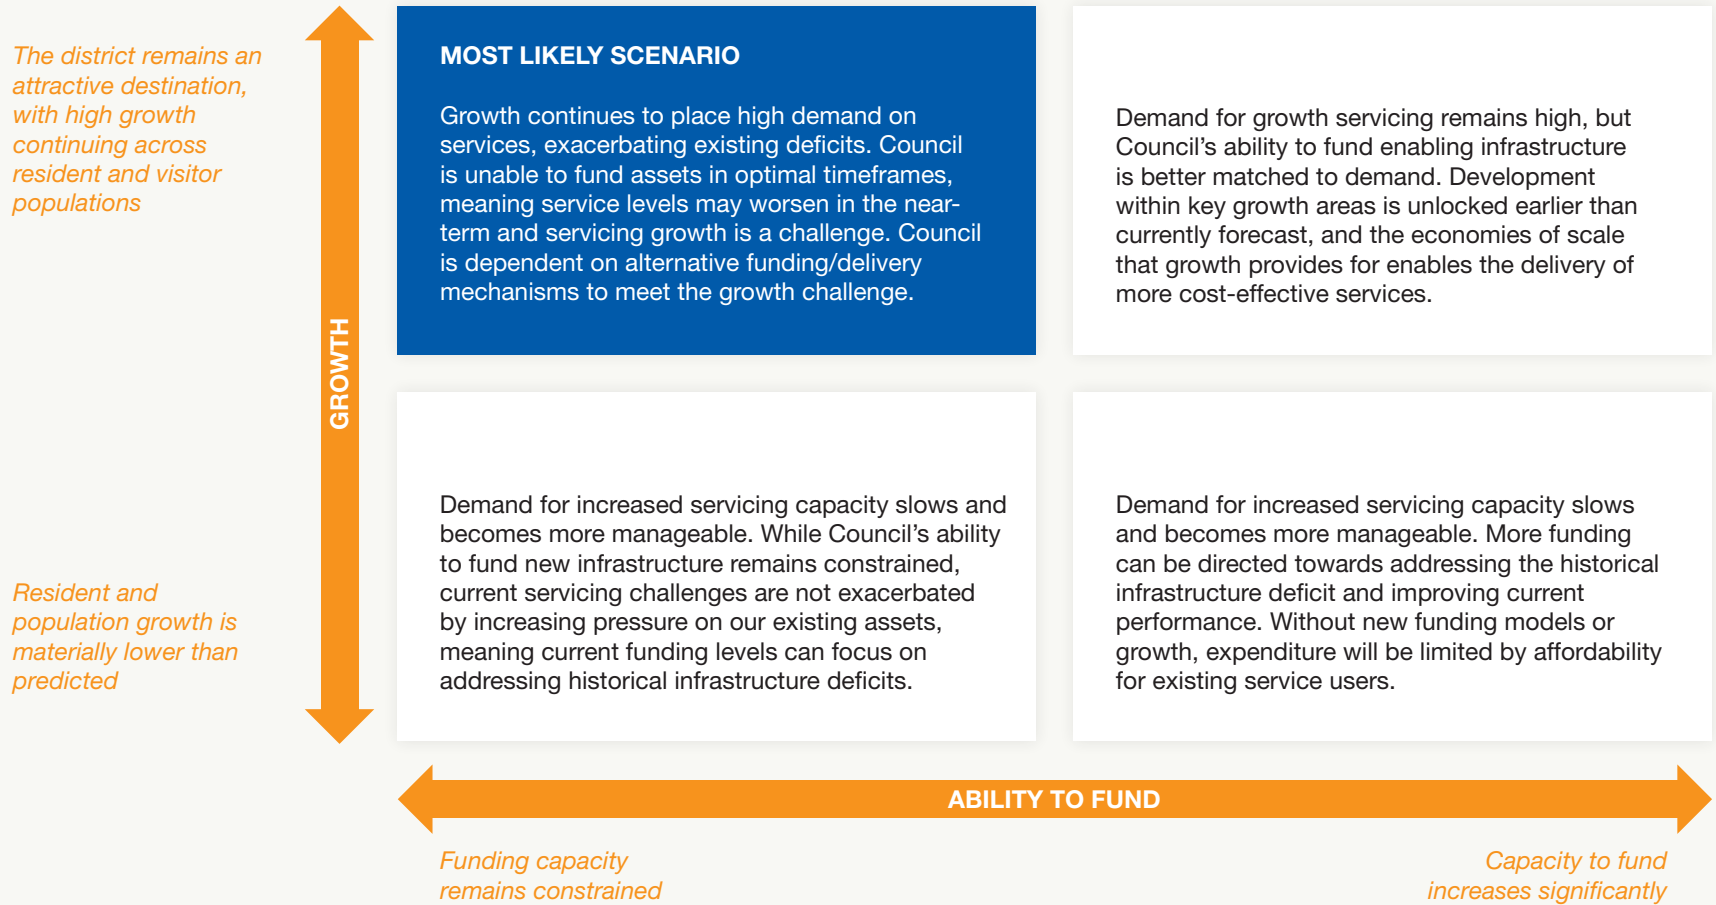 The district remains an
attractive destination,
with high growth
continuing across
resident and visitor
populations
Resident and
population growth is
materially lower than
predicted
GROWTH
MOST LIKELY SCENARIO
Growth continues to place high demand on
services, exacerbating existing deficits. Council
is unable to fund assets in optimal timeframes,
meaning service levels may worsen in the near-
term and servicing growth is a challenge. Council
is dependent on alternative funding/delivery
mechanisms to meet the growth challenge.
Demand for growth servicing remains high, but
Council’s ability to fund enabling infrastructure
is better matched to demand. Development
within key growth areas is unlocked earlier than
currently forecast, and the economies of scale
that growth provides for enables the delivery of
more cost-effective services.
Demand for increased servicing capacity slows and
becomes more manageable. While Council’s ability
to fund new infrastructure remains constrained,
current servicing challenges are not exacerbated
by increasing pressure on our existing assets,
meaning current funding levels can focus on
addressing historical infrastructure deficits.
Demand for increased servicing capacity slows
and becomes more manageable. More funding
can be directed towards addressing the historical
infrastructure deficit and improving current
performance. Without new funding models or
growth, expenditure will be limited by affordability
for existing service users.
ABILITY TO FUND
Funding capacity
remains constrained
Capacity to fund
increases significantly